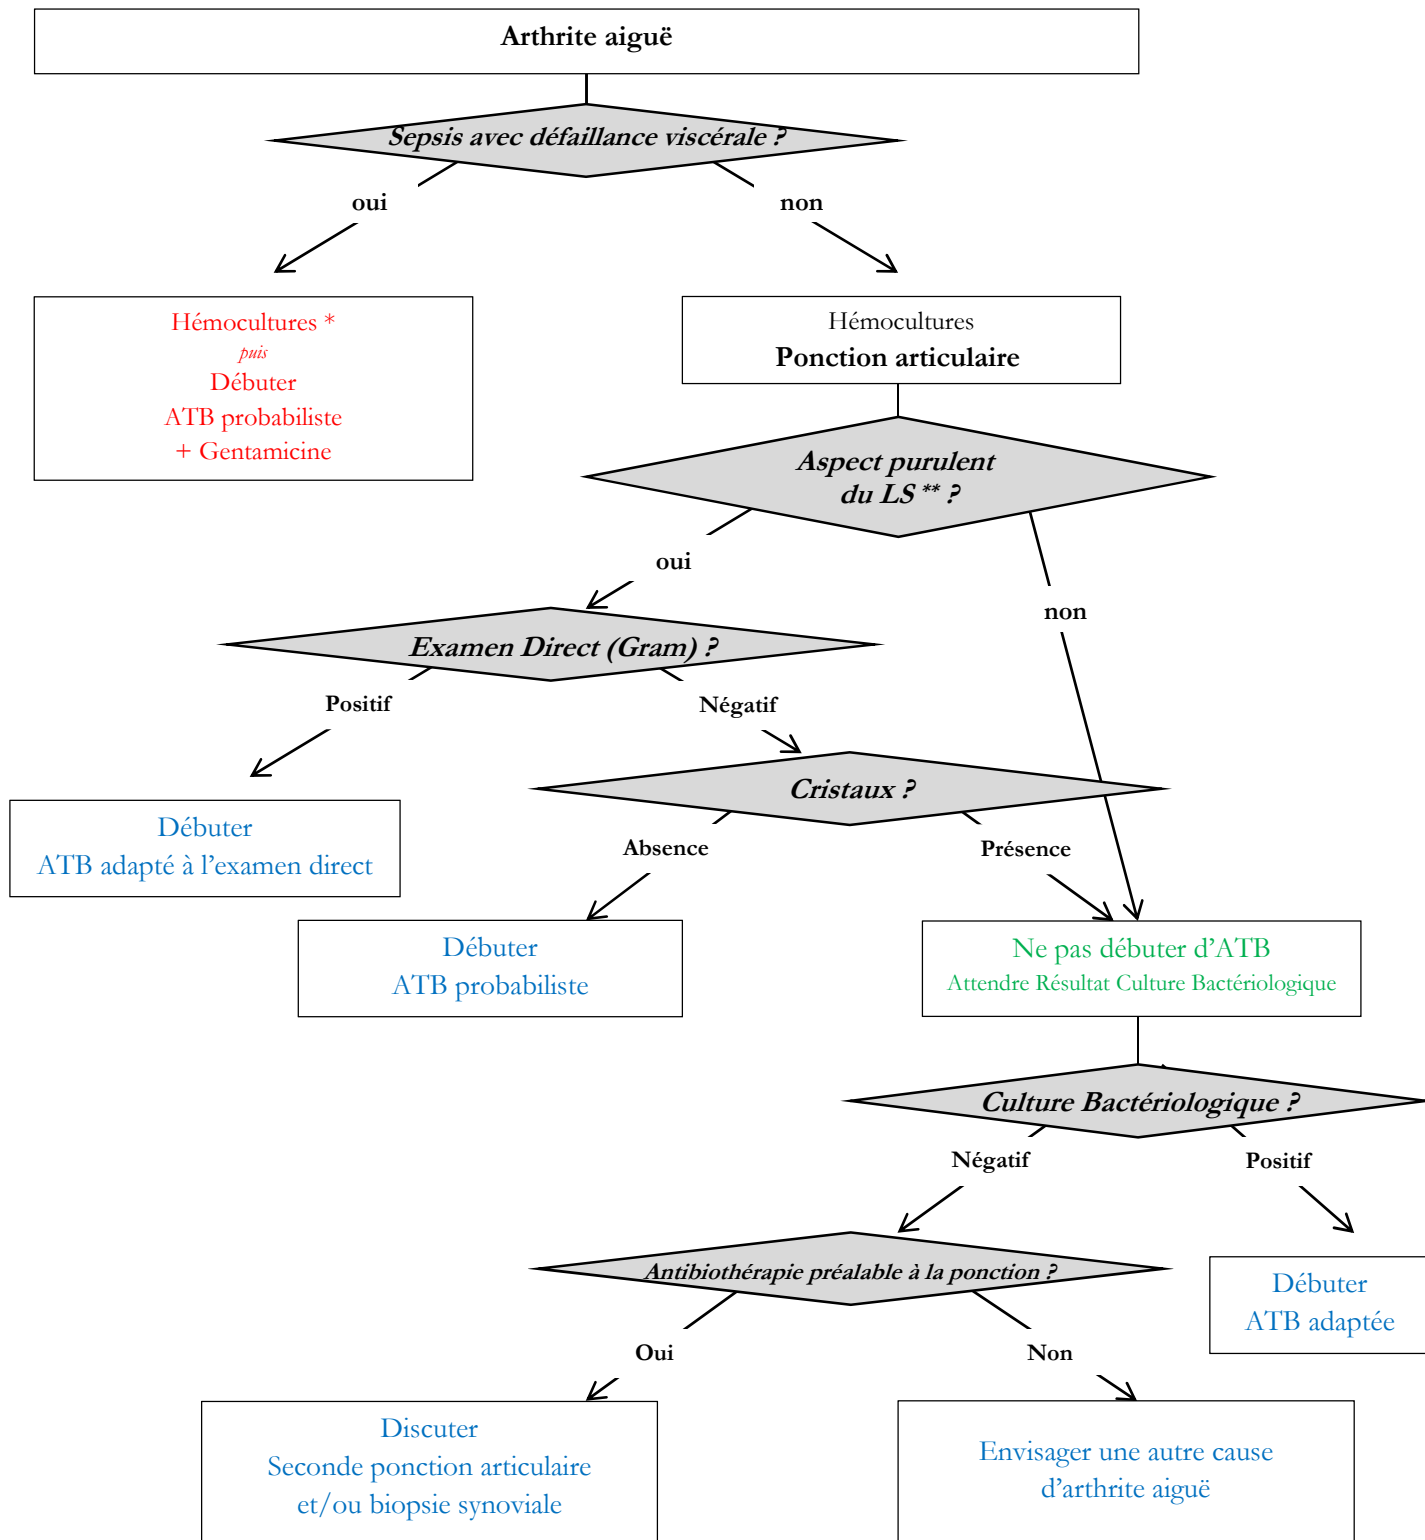 Arthrite aiguë
Sepsis avec défaillance viscérale ?
oui
non
Hémocultures *
puis
Débuter
ATB probabiliste
+ Gentamicine
Hémocultures
Ponction articulaire
Aspect purulent
du LS ** ?
oui
non
Examen Direct (Gram) ?
Positif
Négatif
Cristaux ?
Débuter
ATB adapté à l’examen direct
Absence
Présence
Débuter
ATB probabiliste
Ne pas débuter d’ATB
Attendre Résultat Culture Bactériologique
Culture Bactériologique ?
Négatif
Positif
Antibiothérapie préalable à la ponction ?
Débuter
ATB adaptée
Oui
Non
Discuter
Seconde ponction articulaire
et/ou biopsie synoviale
Envisager une autre cause
d’arthrite aiguë